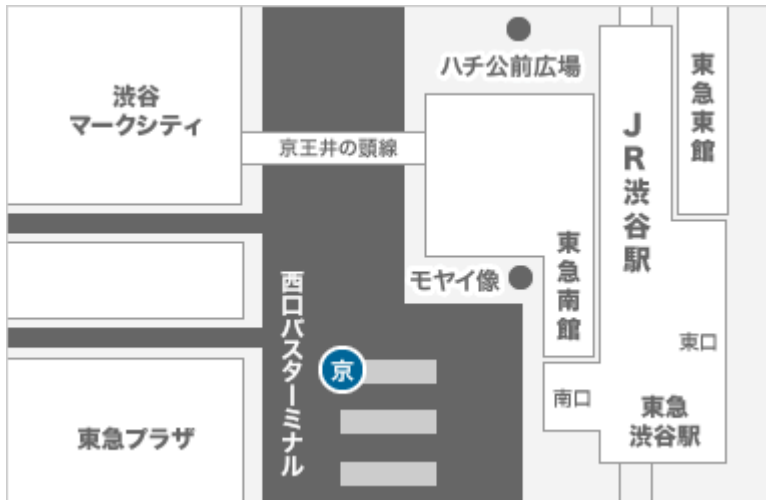 ハチ公前広場
渋谷
マークシティ
京王井の頭線
JR渋谷駅
東急東館
東急南館
モヤイ像
西口バスターミナル
京
東口
南口
東急
渋谷駅
東急プラザ